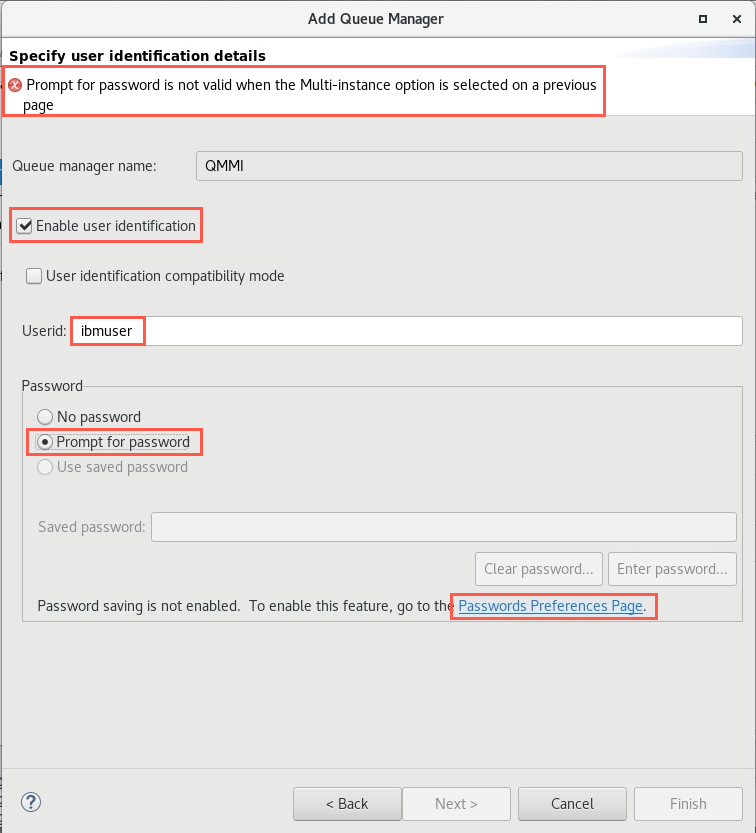 Add Queue Manager
Specify user identification details
Prompt for password is not valid when the Multi-instance option is selected on a previous
page
Queue manager name: QMMI
Enable user identification
User identification compatibility mode
Userid: ibmuser
Password
No password
Prompt for password
Use saved password
Saved password:
Clear password... Enter password...
Password saving is not enabled. To enable this feature, go to the Passwords Preferences Page.
< Back Next > Cancel Finish